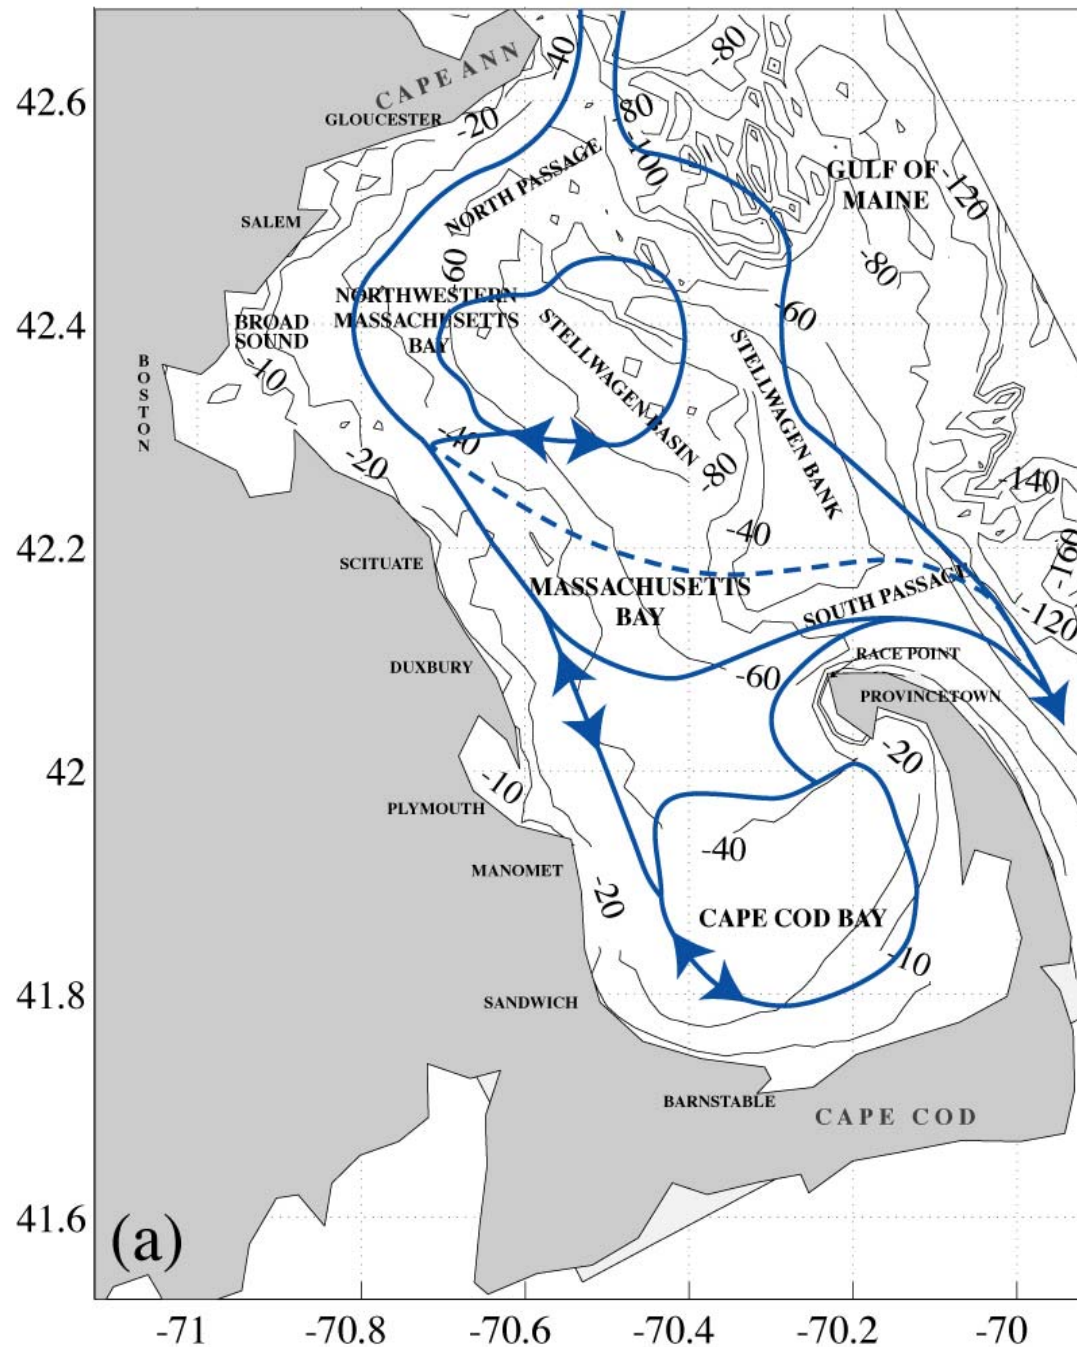 -40
-80
CAPE ANN
42.6
-80
GLOUCESTER
-20
-100
NORTH PASSAGE
GULF OF
MAINE
-120
SALEM
-60
-80
NORTHWESTERN
MASSACHUSETTS
BAY
42.4
BROAD
SOUND
-60
STELLWAGEN BASIN
STELLWAGEN BANK
BOSTON
-10
-40
-20
-80
-140
-40
42.2
-160
SCITUATE
MASSACHUSETTS
BAY
SOUTH PASSAGE
-120
RACE POINT
DUXBURY
-60
PROVINCETOWN
42
-20
-10
PLYMOUTH
-40
MANOMET
-20
CAPE COD BAY
-10
41.8
SANDWICH
BARNSTABLE
CAPE COD
41.6
(a)
-71
-70.8
-70.6
-70.4
-70.2
-70